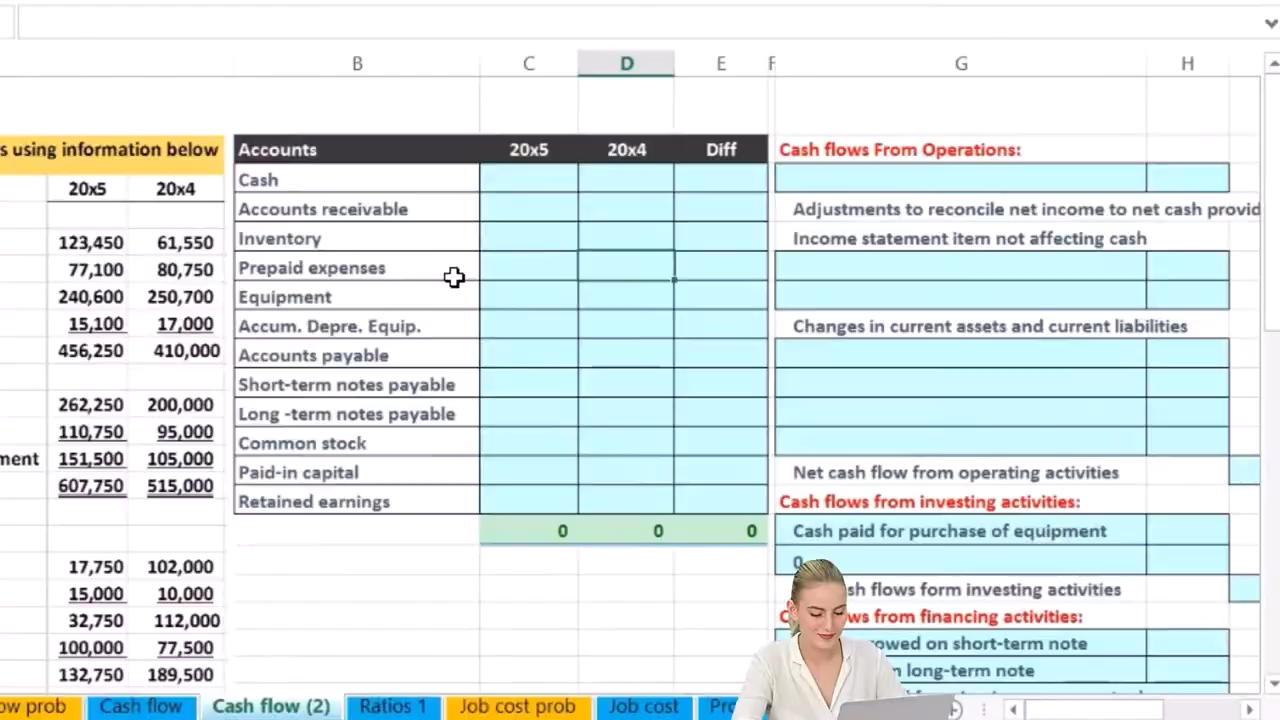 B C D E F G H
s using information below
20x5 20x4
123,450 61,550
77,100 80,750
240,600 250,700
15,100 17,000
456,250 410,000
262,250 200,000
110,750 95,000
ment 151,500 105,000
607,750 515,000
17,750 102,000
15,000 10,000
32,750 112,000
100,000 77,500
132,750 189,500
Accounts 20x5 20x4 Diff
Cash
Accounts receivable
Inventory
Prepaid expenses
Equipment
Accum. Depre. Equip.
Accounts payable
Short-term notes payable
Long -term notes payable
Common stock
Paid-in capital
Retained earnings
0 0 0
Cash flows From Operations:
Adjustments to reconcile net income to net cash provid
Income statement item not affecting cash
Changes in current assets and current liabilities
Net cash flow from operating activities
Cash flows from investing activities:
Cash paid for purchase of equipment
0
sh flows form investing activities
ws from financing activities:
owed on short-term note
long-term note
ow prob Cash flow Cash flow (2) Ratios 1 Job cost prob Job cost Pro